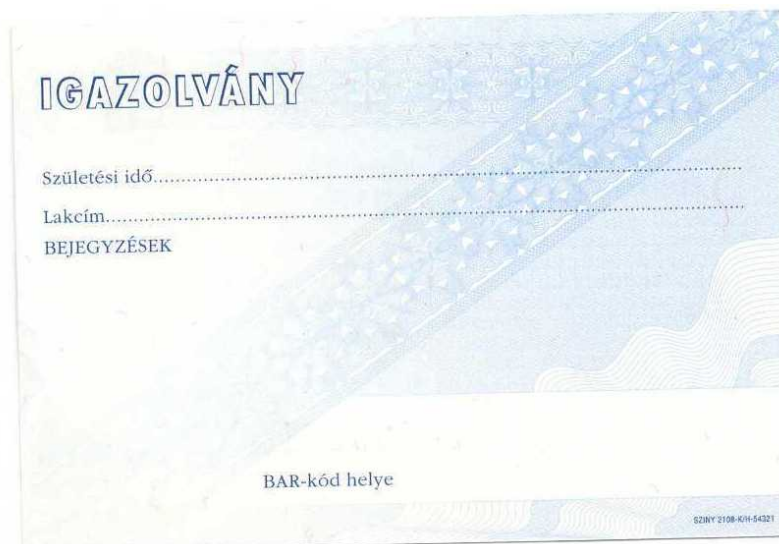 IGAZOLVÁNY
Születési idő..........................................................................................
Lakcím..........................................................................................
BEJEGYZÉSEK
BAR-kód helye
SZINY 2108-K/H-54321